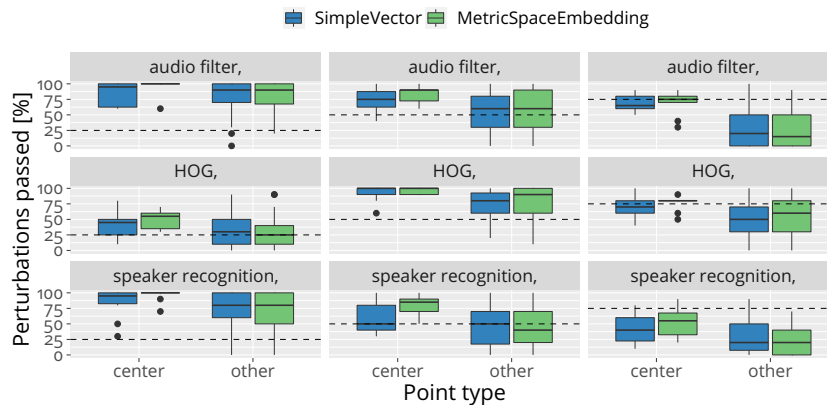 SimpleVector MetricSpaceEmbedding
audio filter, audio filter, audio filter,
100
75
50
25
0
HOG, HOG, HOG,
100
75
50
25
0
speaker recognition, speaker recognition, speaker recognition,
100
75
50
25
0
Perturbations passed [%]
center other center other center other
Point type